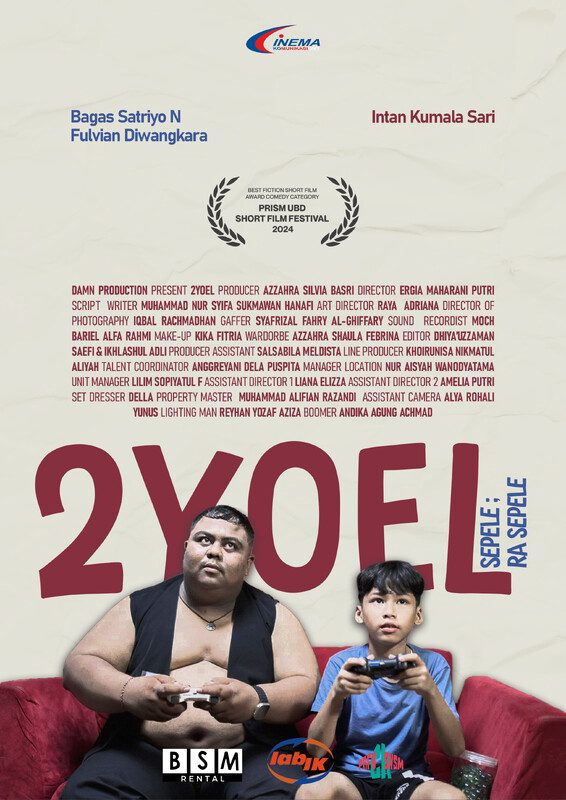 CINEMA
KOMUNIKASI
Bagas Satriyo N
Fulvian Diwangkara
Intan Kumala Sari
BEST FICTION SHORT FILM
AWARD COMEDY CATEGORY
PRISM UBD
SHORT FILM FESTIVAL
2024
DAMN PRODUCTION PRESENT 2YOEL PRODUCER AZZAHRA SILVIA BASRI DIRECTOR ERGIA MAHARANI PUTRI
SCRIPT WRITER MUHAMMAD NUR SYIFA SUKMAWAN HANAFI ART DIRECTOR RAYA ADRIANA DIRECTOR OF
PHOTOGRAPHY IQBAL RACHMADHAN GAFFER SYAFRIZAL FAHRY AL-GHIFFARY SOUND RECORDIST MOCH
BARIEL ALFA RAHMI MAKE-UP KIKA FITRIA WARDORBE AZZAHRA SHAULA FEBRINA EDITOR DHIYA'UZZAMAN
SAEFI & IKHLASHUL ADLI PRODUCER ASSISTANT SALSABILA MELDISTA LINE PRODUCER KHOIRUNISA NIKMATUL
ALIYAH TALENT COORDINATOR ANGGREYANI DELA PUSPITA MANAGER LOCATION NUR AISYAH WANODYATAMA
UNIT MANAGER LILIM SOPIYATUL F ASSISTANT DIRECTOR 1 LIANA ELIZZA ASSISTANT DIRECTOR 2 AMELIA PUTRI
SET DRESSER DELLA PROPERTY MASTER MUHAMMAD ALIFIAN RAZANDI ASSISTANT CAMERA ALYA ROHALI
YUNUS LIGHTING MAN REYHAN YOZAF AZIZA BOOMER ANDIKA AGUNG ACHMAD
2YOEL
SEPELE ;
RA SEPELE
BSM
RENTAL
labIK